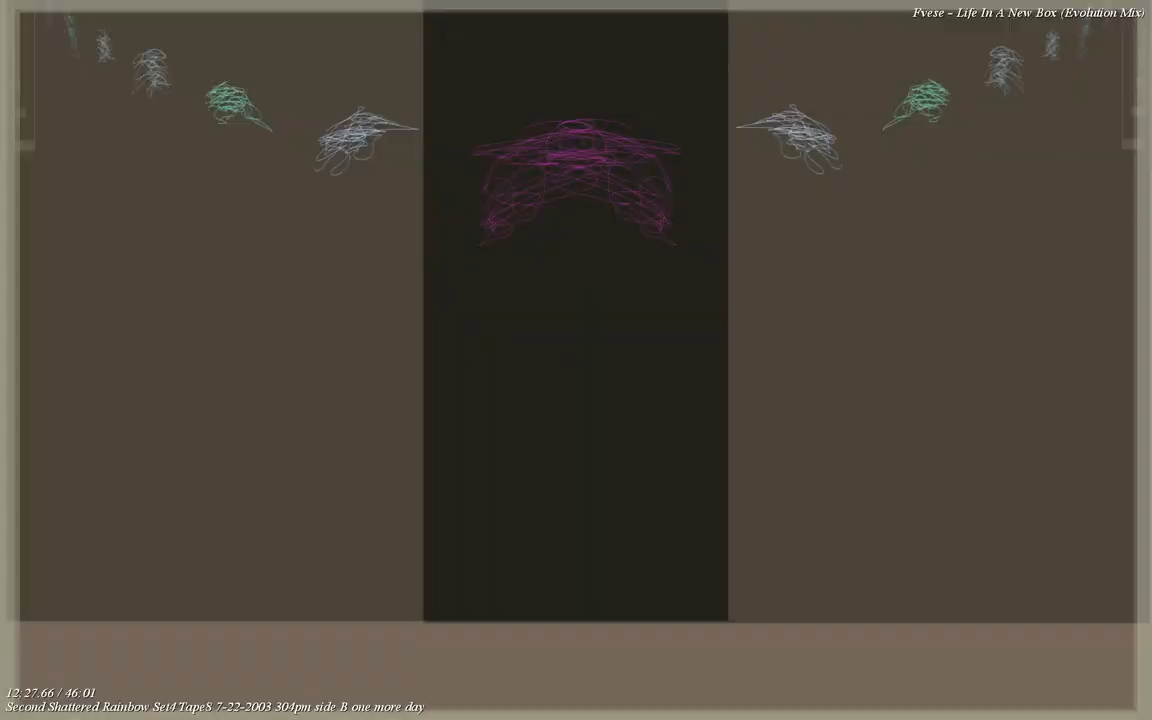 Fvese - Life In A New Box (Evolution Mix)
12:27.66 / 46:01
Second Shattered Rainbow Set4 Tape8 7-22-2003 304pm side B one more day